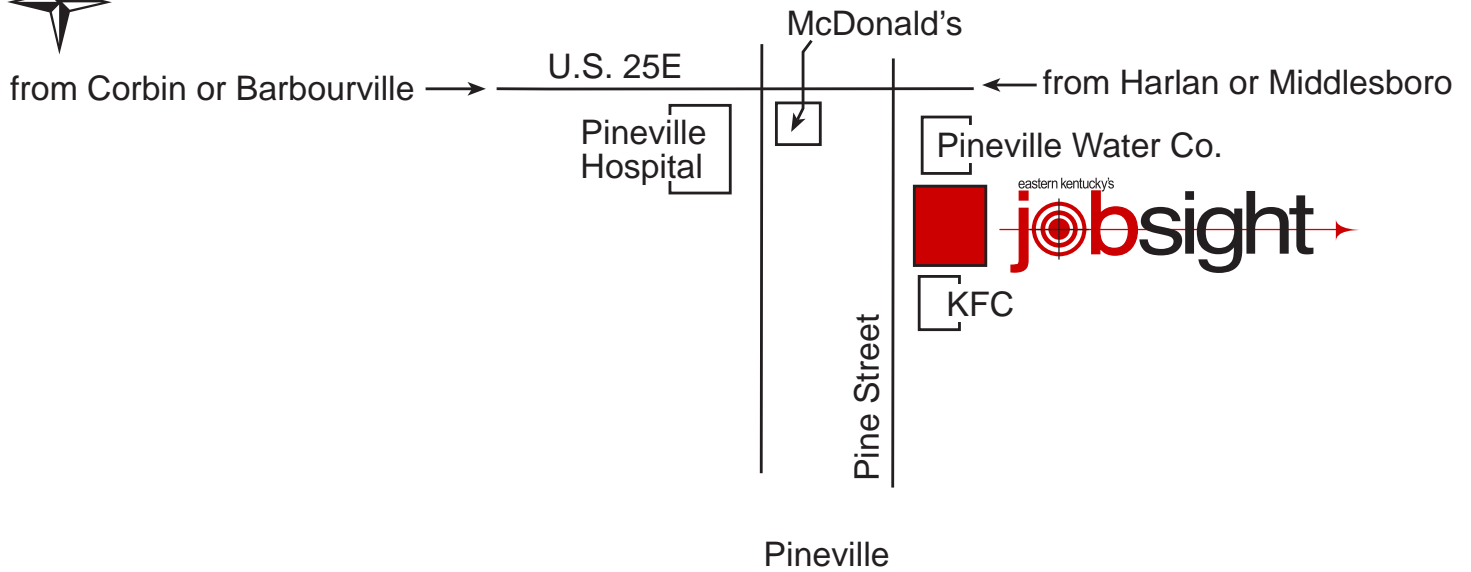 McDonald's
U.S. 25E
from Corbin or Barbourville
from Harlan or Middlesboro
Pineville
Hospital
Pineville Water Co.
eastern kentucky's
jobsight
KFC
Pine Street
Pineville